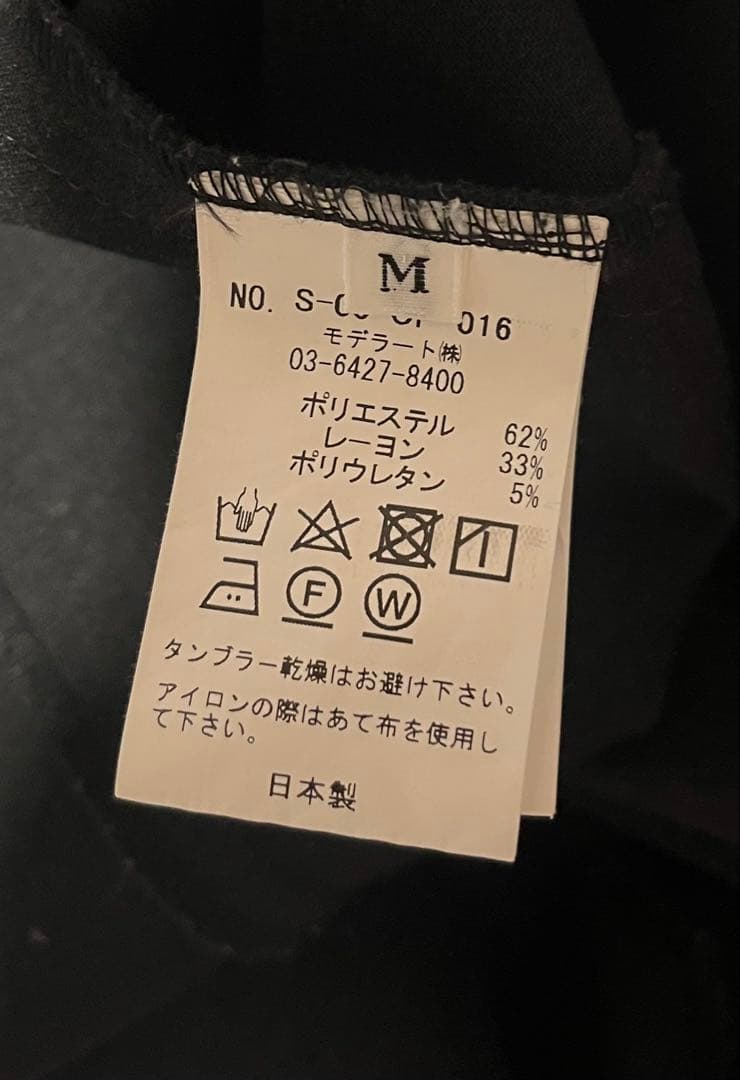 M
NO. 016
モデラート㈱
03-6427-8400
ポリエステル 62%
レーヨン 33%
ポリウレタン 5%
F W
タンブラー乾燥はお避け下さい。
アイロンの際はあて布を使用し
て下さい。
日本製